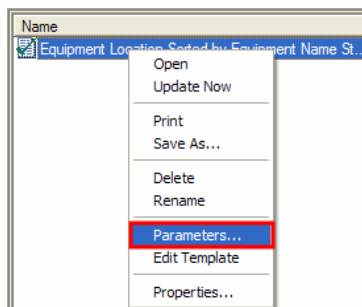 Name
Equipment Location Sorted by Equipment Name St...
Open
Update Now
Print
Save As...
Delete
Rename
Parameters...
Edit Template
Properties...